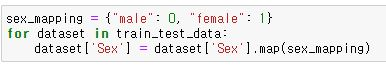 sex_mapping = {"male": 0, "female": 1}
for dataset in train_test_data:
    dataset['Sex'] = dataset['Sex'].map(sex_mapping)